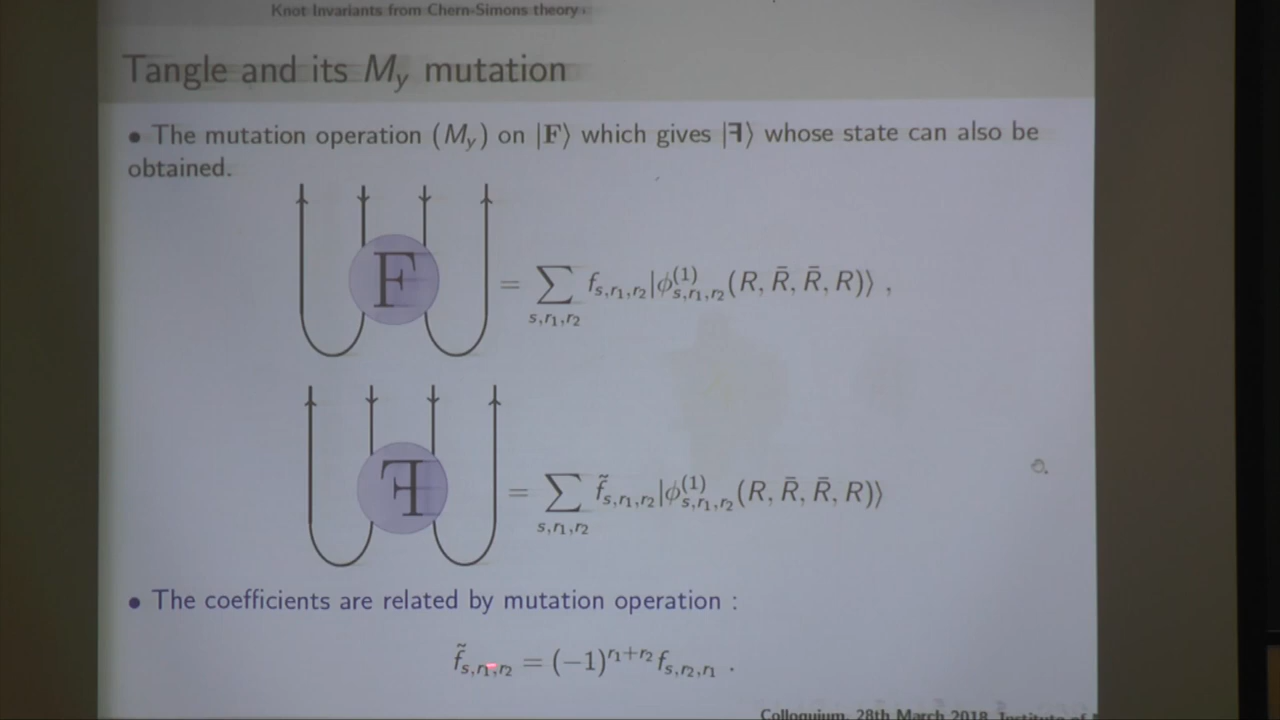 Knot Invariants from Chern-Simons theory
Tangle and its M_y mutation
• The mutation operation (M_y) on |F⟩ which gives |ꟻ⟩ whose state can also be
obtained.
F = ∑_{s,r₁,r₂} f_{s,r₁,r₂}|ϕ^{(1)}_{s,r₁,r₂}(R, R̄, R̄, R)⟩ ,
ꟻ = ∑_{s,r₁,r₂} f̃_{s,r₁,r₂}|ϕ^{(1)}_{s,r₁,r₂}(R, R̄, R̄, R)⟩
• The coefficients are related by mutation operation :
f̃_{s,r₁,r₂} = (−1)^{r₁+r₂} f_{s,r₂,r₁} .
Colloquium, 28th March 2018, Institute of